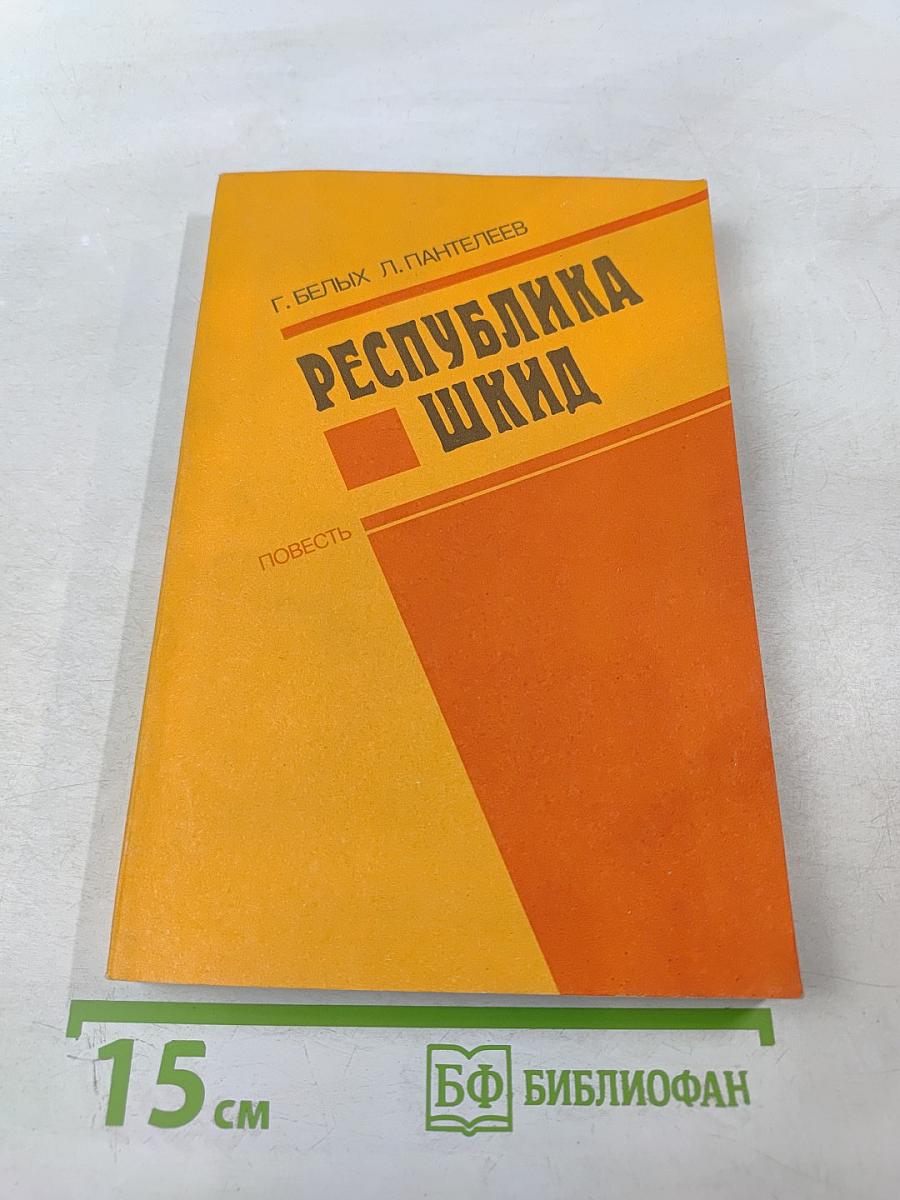 Г. БЕЛЫХ Л. ПАНТЕЛЕЕВ
РЕСПУБЛИКА
ШКИД
ПОВЕСТЬ
15 см
БФ БИБЛИОФАН